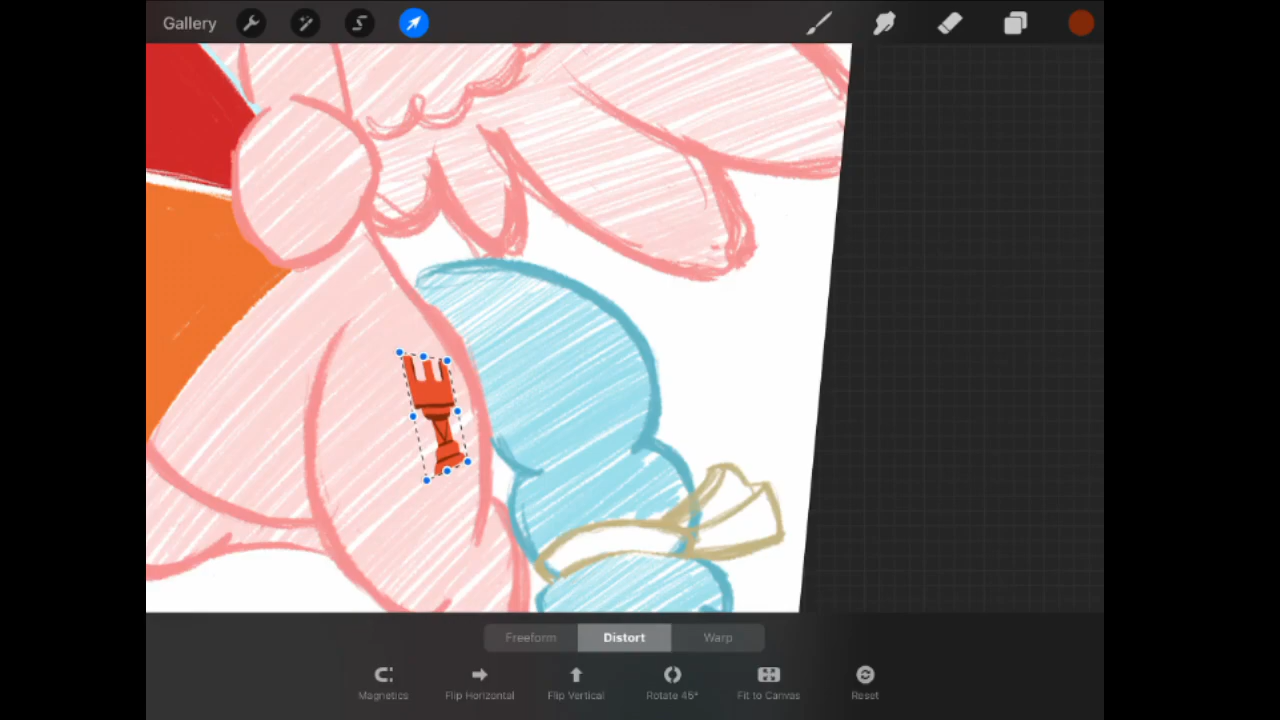 Gallery
Freeform Distort Warp
Magnetics Flip Horizontal Flip Vertical Rotate 45° Fit to Canvas Reset